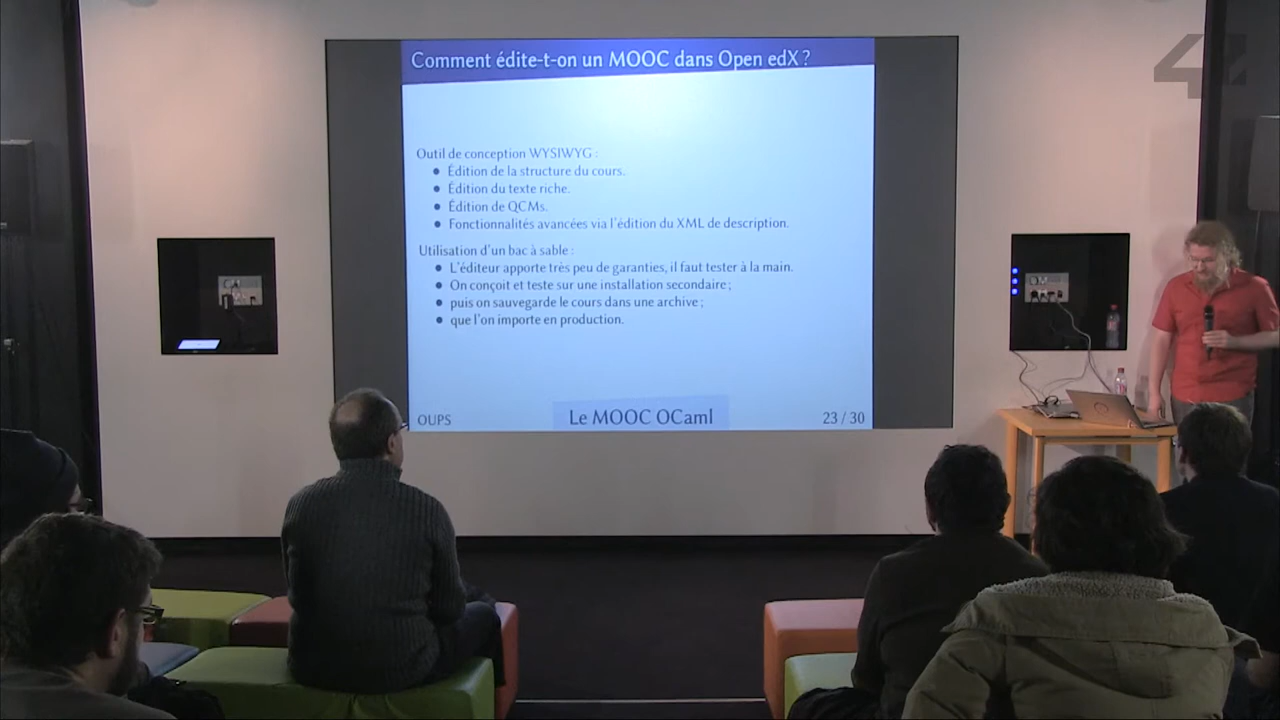 42
Comment édite-t-on un MOOC dans Open edX ?
Outil de conception WYSIWYG :
• Édition de la structure du cours.
• Édition du texte riche.
• Édition de QCMs.
• Fonctionnalités avancées via l'édition du XML de description.
Utilisation d'un bac à sable :
• L'éditeur apporte très peu de garanties, il faut tester à la main.
• On conçoit et teste sur une installation secondaire ;
• puis on sauvegarde le cours dans une archive ;
• que l'on importe en production.
OUPS
Le MOOC OCaml
23 / 30